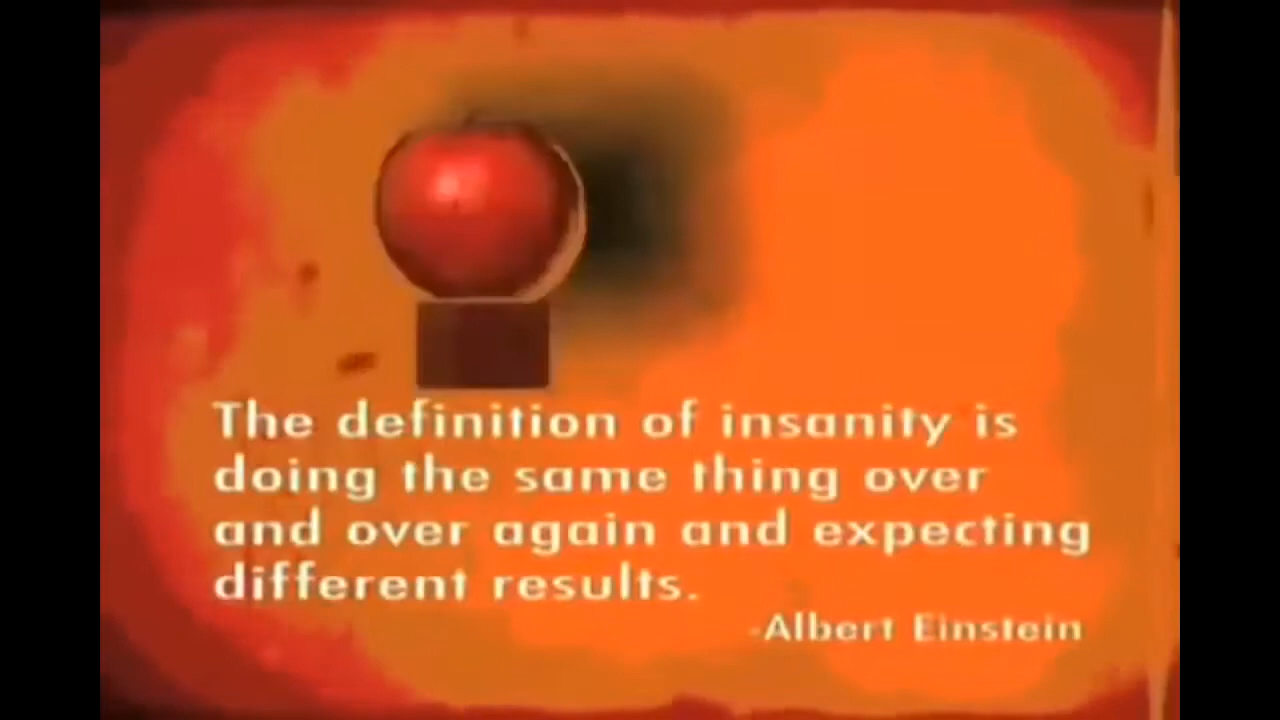 The definition of insanity is
doing the same thing over
and over again and expecting
different results.
-Albert Einstein